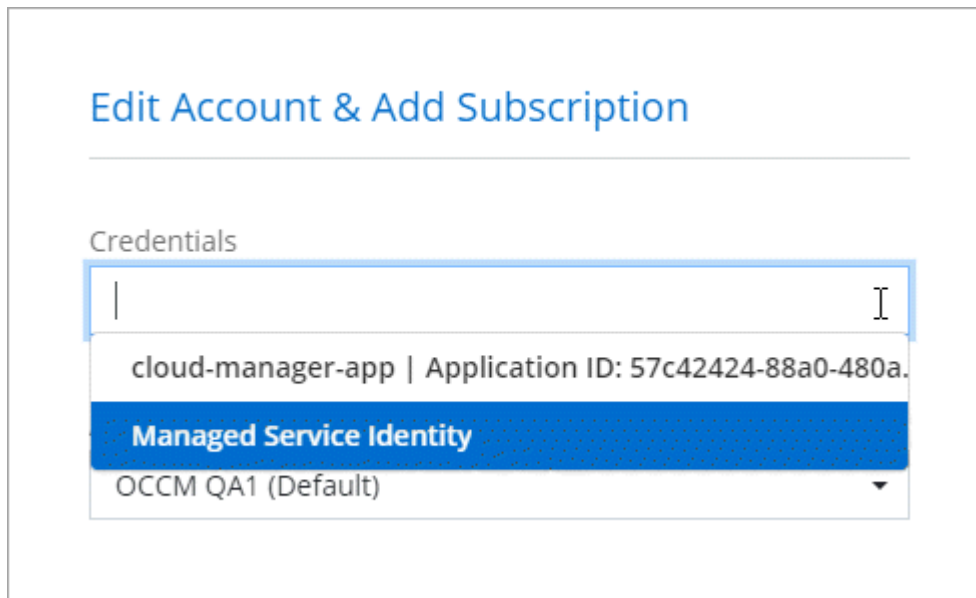 Edit Account & Add Subscription
Credentials
cloud-manager-app | Application ID: 57c42424-88a0-480a.
Managed Service Identity
OCCM QA1 (Default)